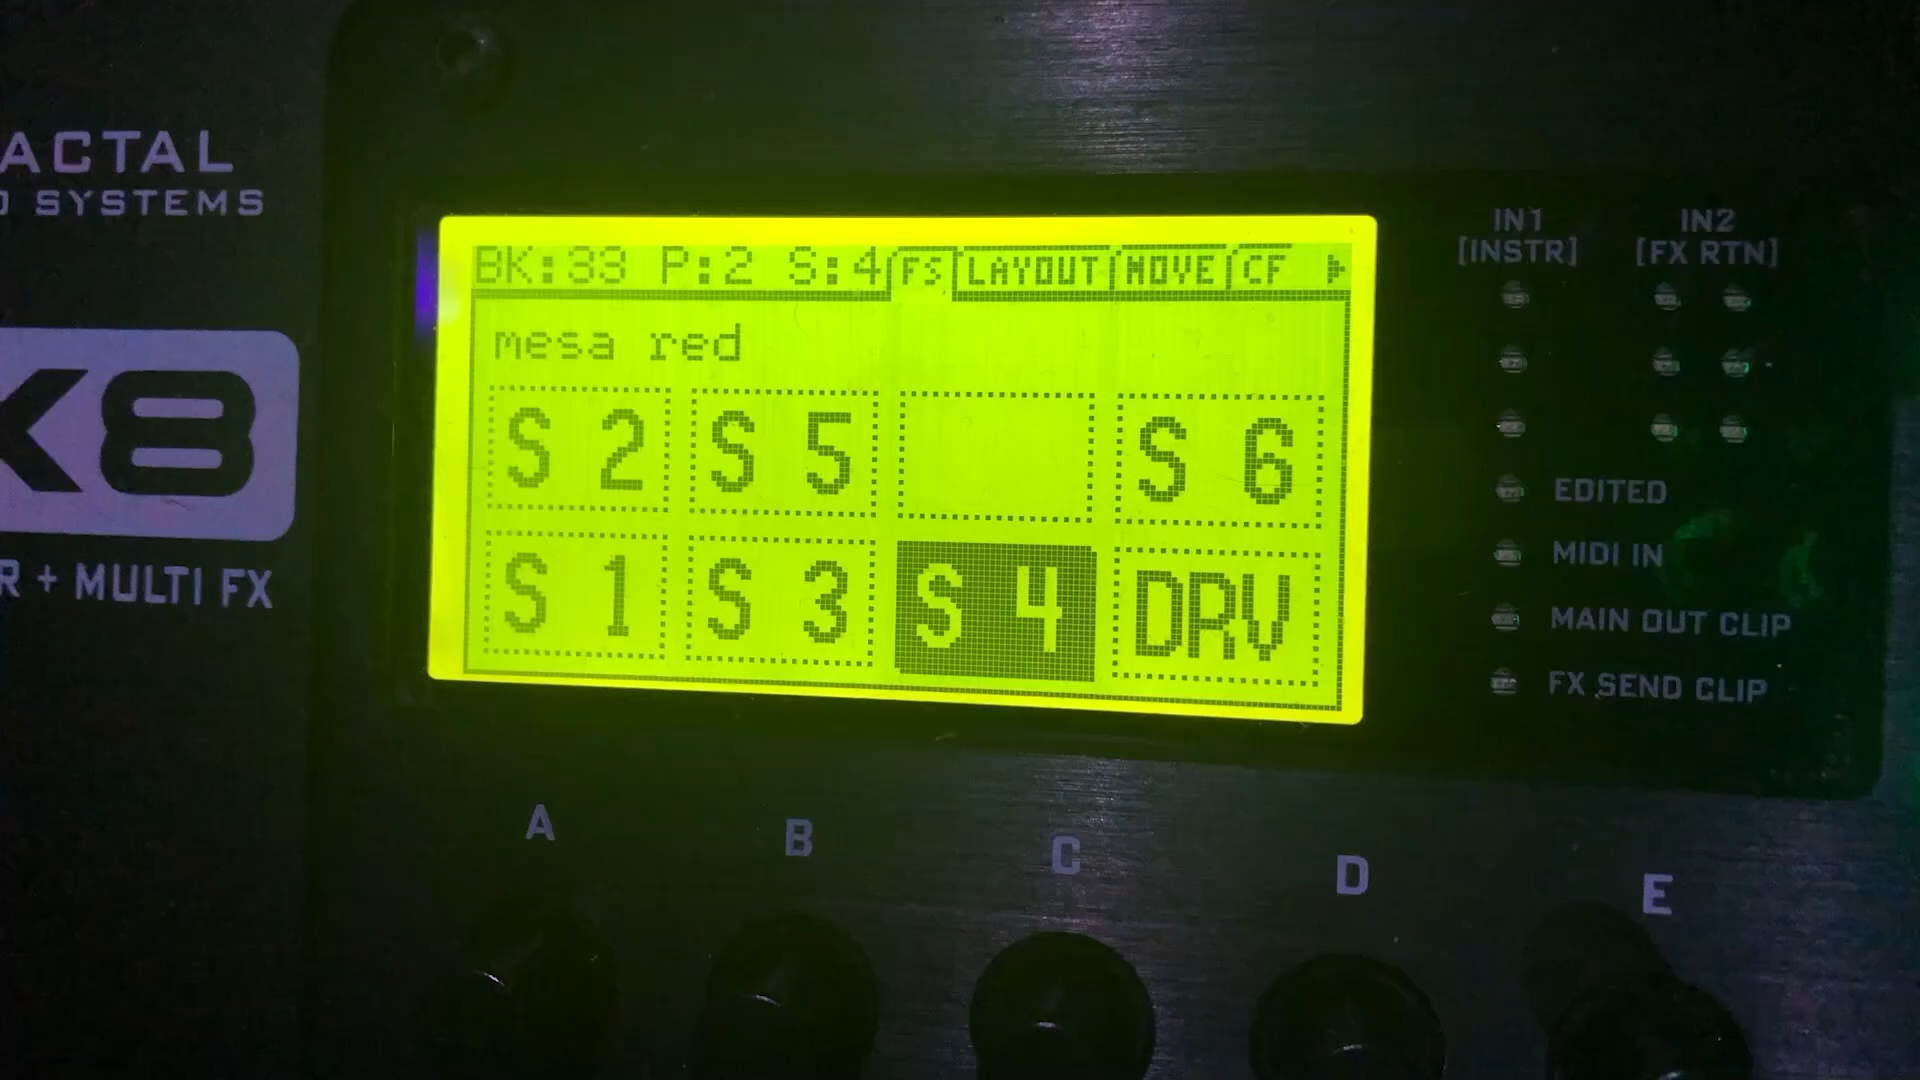 ACTAL
SYSTEMS
8
R + MULTI FX
BK:33 P:2 S:4 FS LAYOUT MOVE CF
mesa red
S 2 S 5 S 6
S 1 S 3 S 4 DRV
IN1 IN2
[INSTR] [FX RTN]
EDITED
MIDI IN
MAIN OUT CLIP
FX SEND CLIP
A B C D E